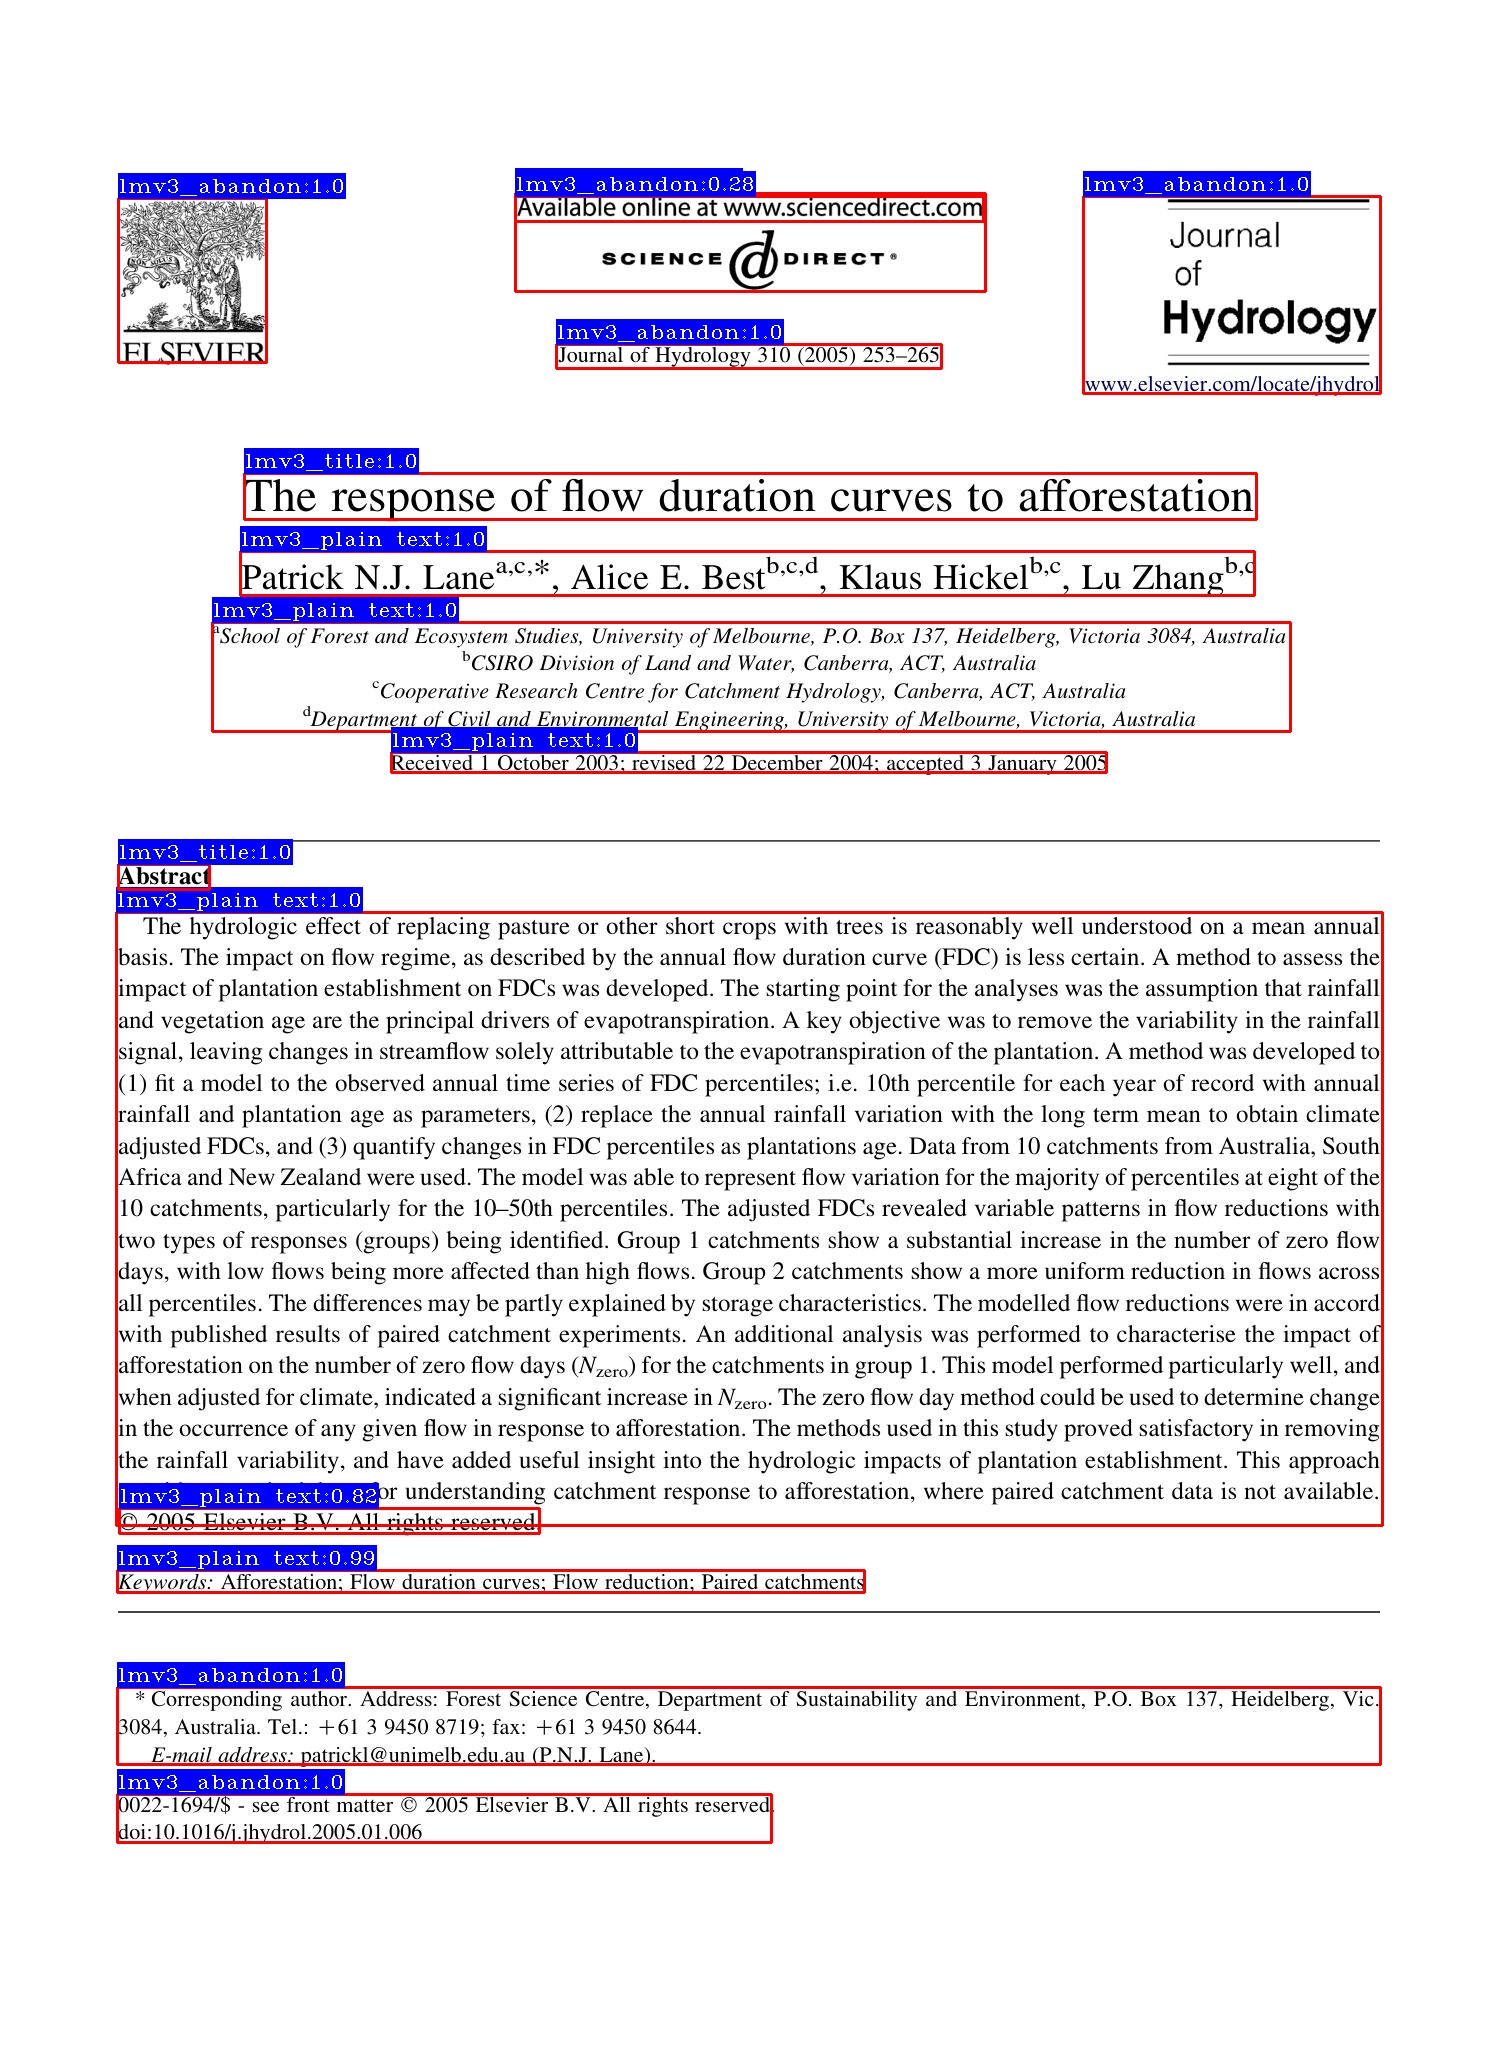 lmv3_abandon:1.0
ELSEVIER
lmv3_abandon:0.28
Available online at www.sciencedirect.com
SCIENCE DIRECT®
lmv3_abandon:1.0
Journal of Hydrology 310 (2005) 253–265
lmv3_abandon:1.0
Journal
of
Hydrology
www.elsevier.com/locate/jhydrol
lmv3_title:1.0
The response of flow duration curves to afforestation
lmv3_plain text:1.0
Patrick N.J. Lane a,c,*, Alice E. Best b,c,d, Klaus Hickel b,c, Lu Zhang b,c
lmv3_plain text:1.0
a School of Forest and Ecosystem Studies, University of Melbourne, P.O. Box 137, Heidelberg, Victoria 3084, Australia
b CSIRO Division of Land and Water, Canberra, ACT, Australia
c Cooperative Research Centre for Catchment Hydrology, Canberra, ACT, Australia
d Department of Civil and Environmental Engineering, University of Melbourne, Victoria, Australia
lmv3_plain text:1.0
Received 1 October 2003; revised 22 December 2004; accepted 3 January 2005
lmv3_title:1.0
Abstract
lmv3_plain text:1.0
The hydrologic effect of replacing pasture or other short crops with trees is reasonably well understood on a mean annual
basis. The impact on flow regime, as described by the annual flow duration curve (FDC) is less certain. A method to assess the
impact of plantation establishment on FDCs was developed. The starting point for the analyses was the assumption that rainfall
and vegetation age are the principal drivers of evapotranspiration. A key objective was to remove the variability in the rainfall
signal, leaving changes in streamflow solely attributable to the evapotranspiration of the plantation. A method was developed to
(1) fit a model to the observed annual time series of FDC percentiles; i.e. 10th percentile for each year of record with annual
rainfall and plantation age as parameters, (2) replace the annual rainfall variation with the long term mean to obtain climate
adjusted FDCs, and (3) quantify changes in FDC percentiles as plantations age. Data from 10 catchments from Australia, South
Africa and New Zealand were used. The model was able to represent flow variation for the majority of percentiles at eight of the
10 catchments, particularly for the 10–50th percentiles. The adjusted FDCs revealed variable patterns in flow reductions with
two types of responses (groups) being identified. Group 1 catchments show a substantial increase in the number of zero flow
days, with low flows being more affected than high flows. Group 2 catchments show a more uniform reduction in flows across
all percentiles. The differences may be partly explained by storage characteristics. The modelled flow reductions were in accord
with published results of paired catchment experiments. An additional analysis was performed to characterise the impact of
afforestation on the number of zero flow days (Nzero) for the catchments in group 1. This model performed particularly well, and
when adjusted for climate, indicated a significant increase in Nzero. The zero flow day method could be used to determine change
in the occurrence of any given flow in response to afforestation. The methods used in this study proved satisfactory in removing
the rainfall variability, and have added useful insight into the hydrologic impacts of plantation establishment. This approach
lmv3_plain text:0.82
or understanding catchment response to afforestation, where paired catchment data is not available.
© 2005 Elsevier B.V. All rights reserved.
lmv3_plain text:0.99
Keywords: Afforestation; Flow duration curves; Flow reduction; Paired catchments
lmv3_abandon:1.0
* Corresponding author. Address: Forest Science Centre, Department of Sustainability and Environment, P.O. Box 137, Heidelberg, Vic.
3084, Australia. Tel.: +61 3 9450 8719; fax: +61 3 9450 8644.
E-mail address: patrickl@unimelb.edu.au (P.N.J. Lane).
lmv3_abandon:1.0
0022-1694/$ - see front matter © 2005 Elsevier B.V. All rights reserved.
doi:10.1016/j.jhydrol.2005.01.006